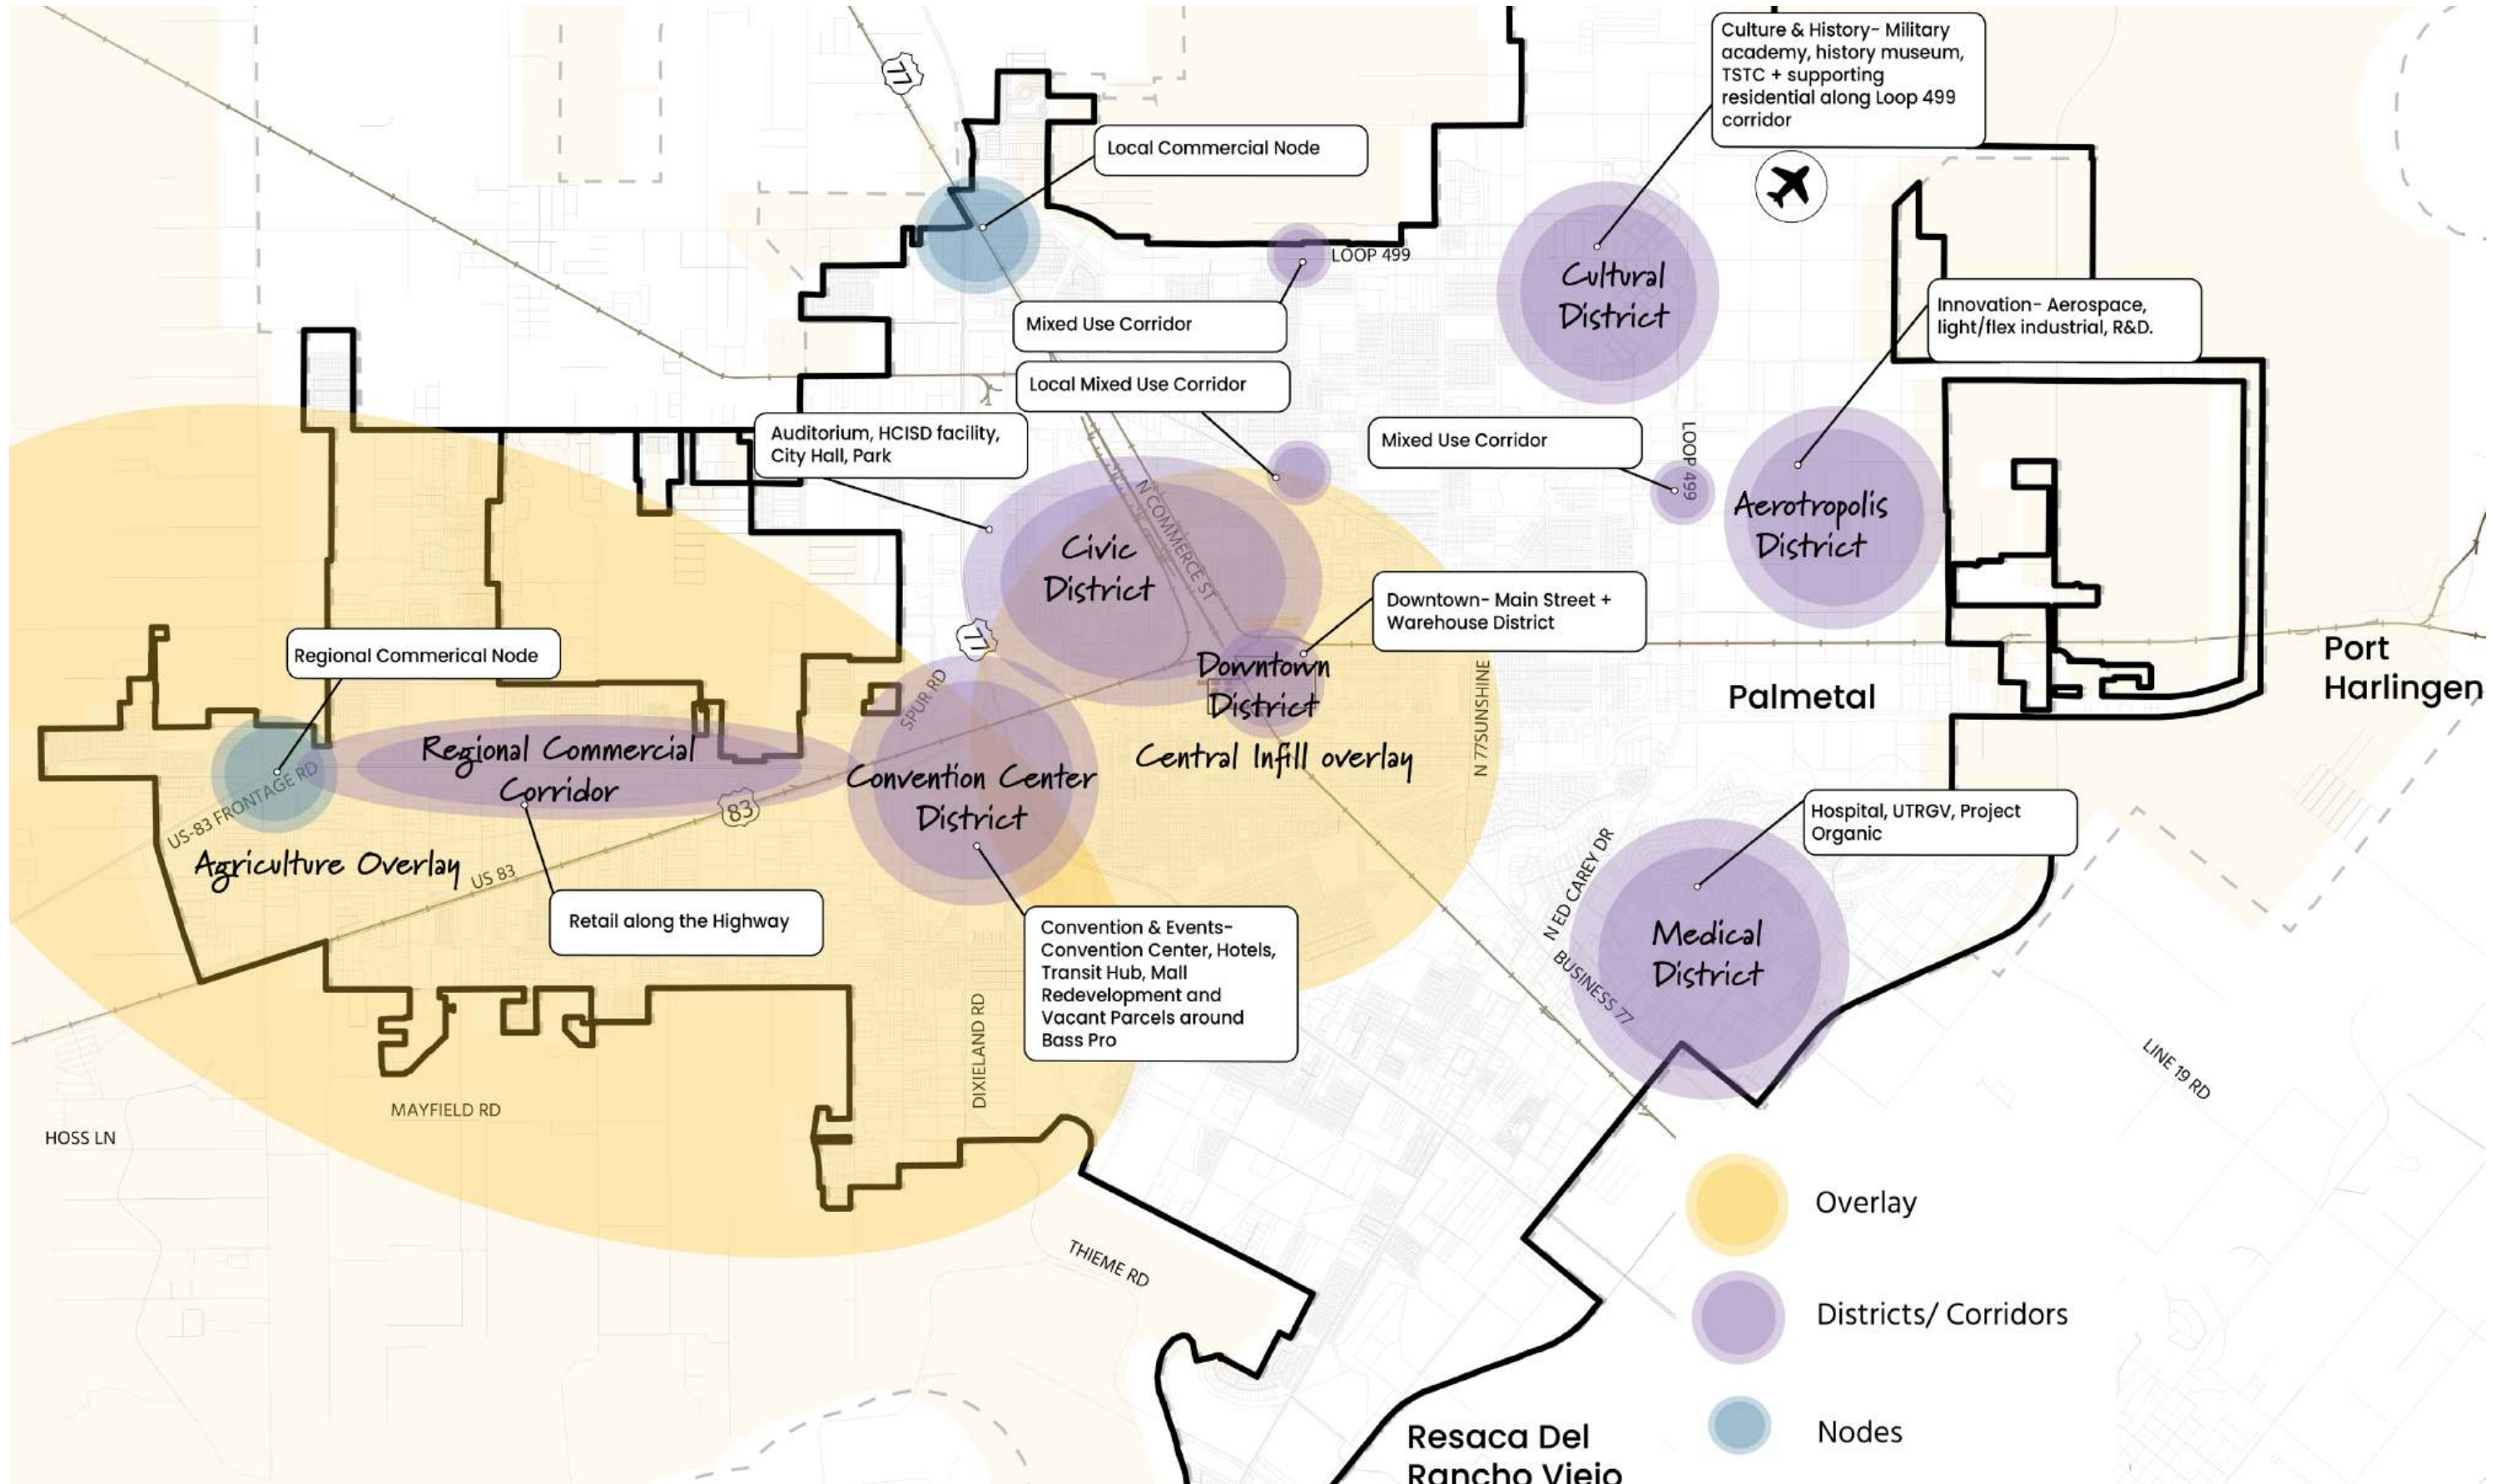 Culture & History- Military
academy, history museum,
TSTC + supporting
residential along Loop 499
corridor
77
Local Commercial Node
LOOP 499
Cultural
District
Mixed Use Corridor
Innovation- Aerospace,
light/flex industrial, R&D.
Local Mixed Use Corridor
Auditorium, HCISD facility,
City Hall, Park
Mixed Use Corridor
LOOP 499
N COMMERCE ST
Aerotropolis
District
Civic
District
Downtown- Main Street +
Warehouse District
77
Regional Commerical Node
Downtown
District
Port
Harlingen
Palmetal
SPUR RD
N 77SUNSHINE
Regional Commercial
Corridor
Central Infill overlay
Convention Center
District
US-83 FRONTAGE RD
83
Hospital, UTRGV, Project
Organic
Agriculture Overlay
US 83
N ED CAREY DR
Retail along the Highway
Convention & Events-
Convention Center, Hotels,
Transit Hub, Mall
Redevelopment and
Vacant Parcels around
Bass Pro
Medical
District
BUSINESS 77
DIXIELAND RD
LINE 19 RD
MAYFIELD RD
HOSS LN
THIEME RD
Overlay
Districts/ Corridors
Nodes
Resaca Del
Rancho Viejo